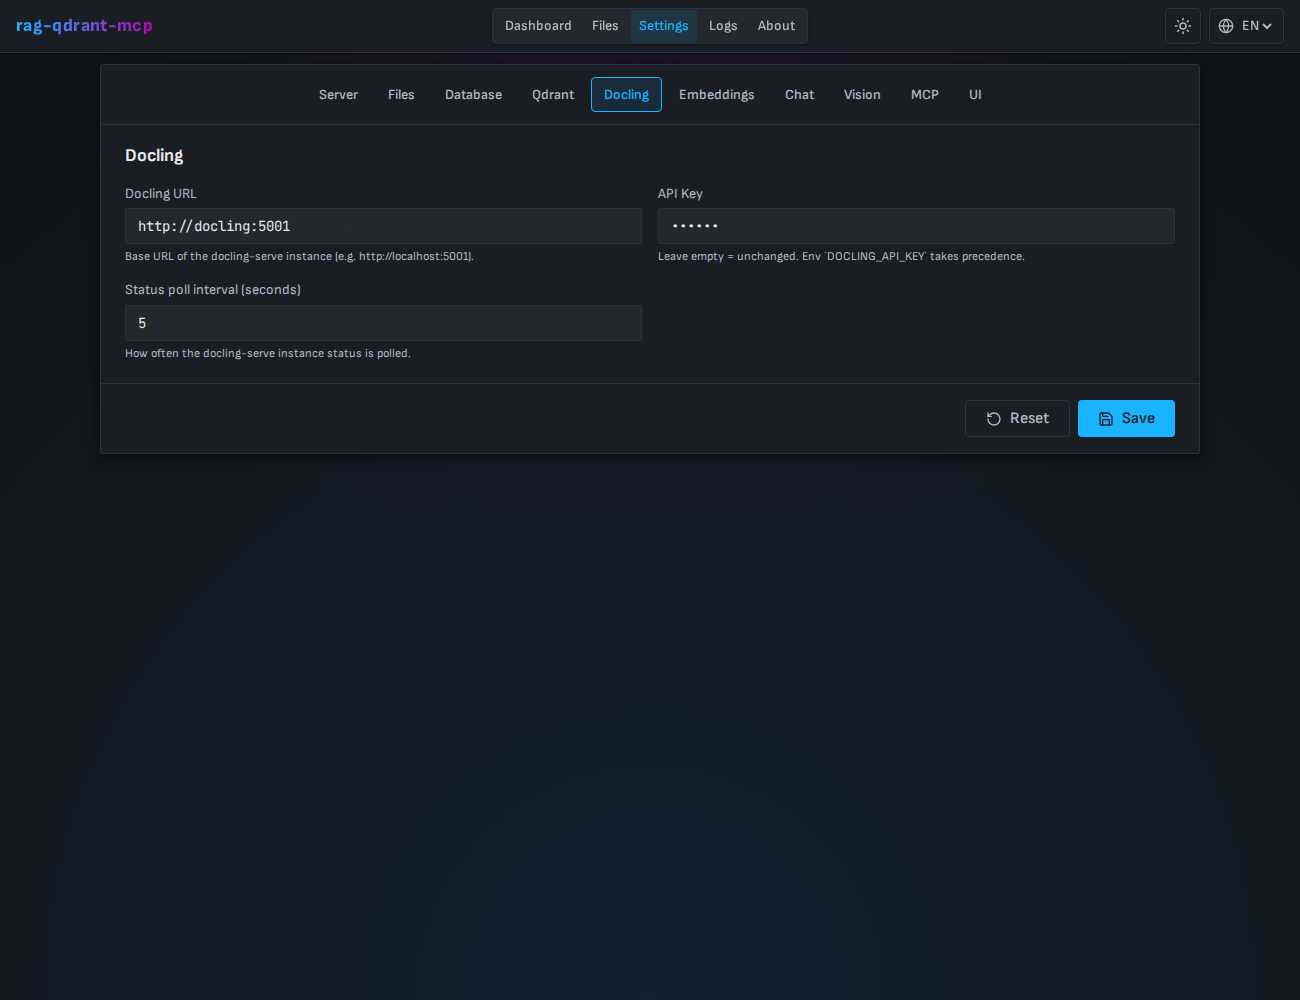 rag-qdrant-mcp
Dashboard Files Settings Logs About
EN
Server Files Database Qdrant Docling Embeddings Chat Vision MCP UI
Docling
Docling URL
http://docling:5001
Base URL of the docling-serve instance (e.g. http://localhost:5001).
API Key
••••••
Leave empty = unchanged. Env `DOCLING_API_KEY` takes precedence.
Status poll interval (seconds)
5
How often the docling-serve instance status is polled.
Reset
Save